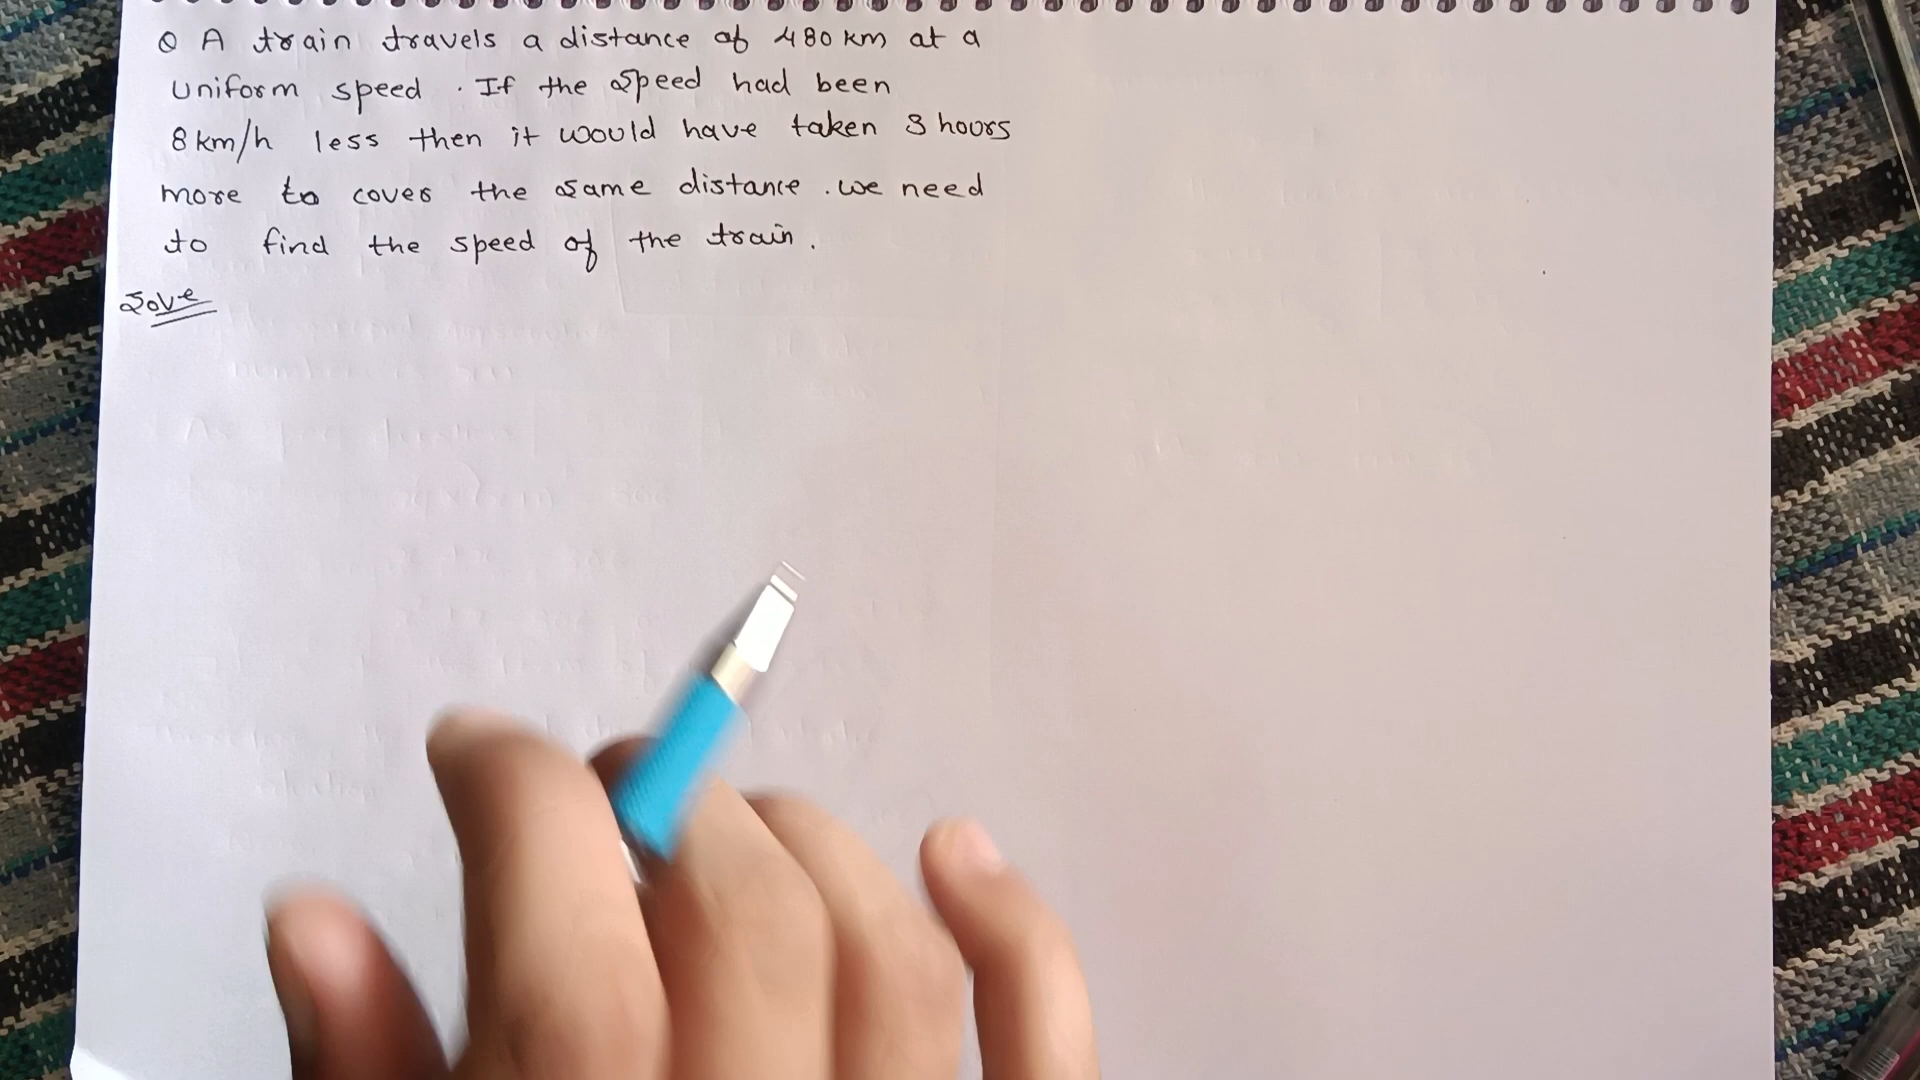 Q A train travels a distance of 480 km at a
uniform speed . If the speed had been
8 km/h less then it would have taken 3 hours
more to cover the same distance . we need
to find the speed of the train .
Solve